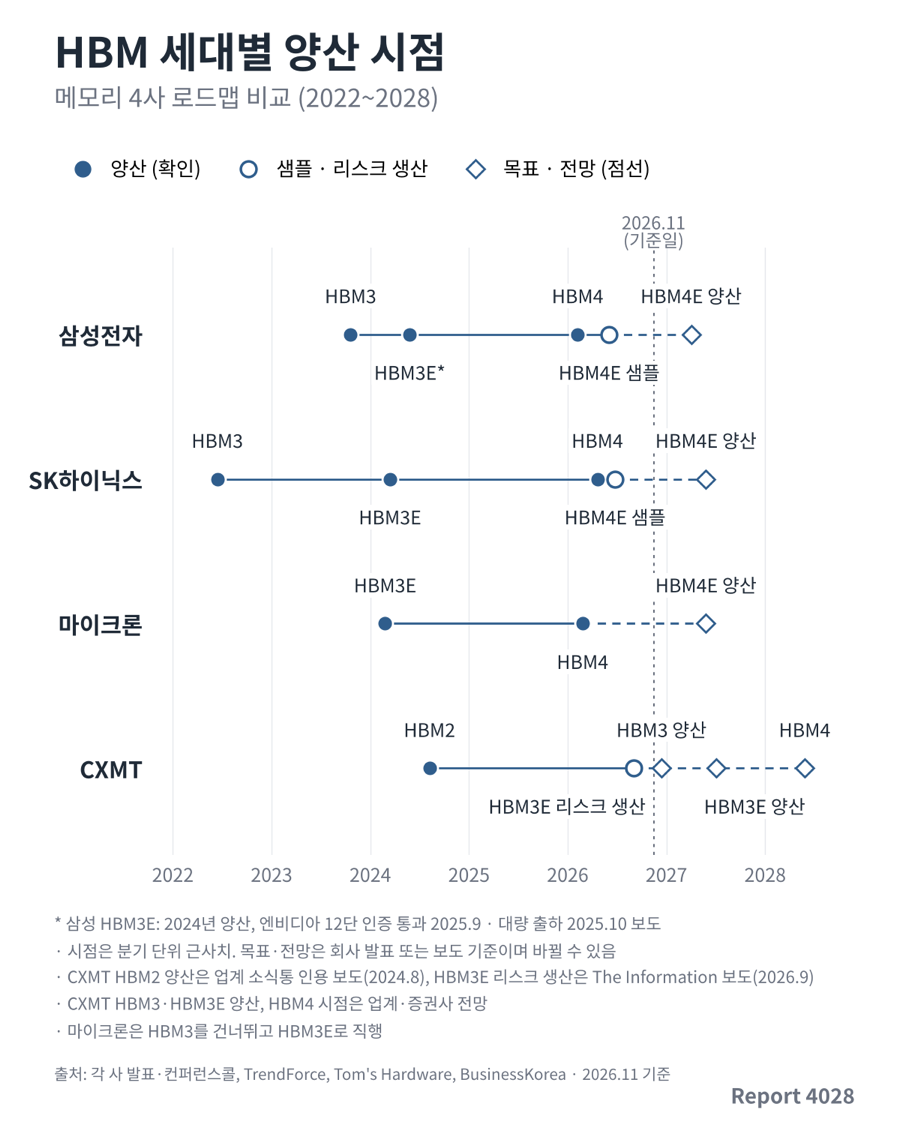 HBM 세대별 양산 시점
메모리 4사 로드맵 비교 (2022~2028)
양산 (확인)
샘플 · 리스크 생산
목표 · 전망 (점선)
2026.11
(기준일)
HBM3
HBM4
HBM4E 양산
삼성전자
HBM3E*
HBM4E 샘플
HBM3
HBM4
HBM4E 양산
SK하이닉스
HBM3E
HBM4E 샘플
HBM3E
HBM4E 양산
마이크론
HBM4
HBM2
HBM3 양산
HBM4
CXMT
HBM3E 리스크 생산
HBM3E 양산
2022
2023
2024
2025
2026
2027
2028
* 삼성 HBM3E: 2024년 양산, 엔비디아 12단 인증 통과 2025.9 · 대량 출하 2025.10 보도
· 시점은 분기 단위 근사치. 목표·전망은 회사 발표 또는 보도 기준이며 바뀔 수 있음
· CXMT HBM2 양산은 업계 소식통 인용 보도(2024.8), HBM3E 리스크 생산은 The Information 보도(2026.9)
· CXMT HBM3·HBM3E 양산, HBM4 시점은 업계·증권사 전망
· 마이크론은 HBM3를 건너뛰고 HBM3E로 직행
출처: 각 사 발표·컨퍼런스콜, TrendForce, Tom's Hardware, BusinessKorea · 2026.11 기준
Report 4028